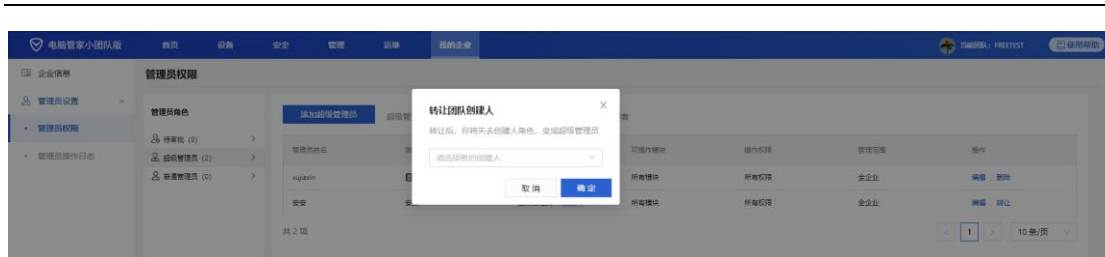 电脑管家小团队版 首页 设备 安全 管理 运维 我的企业 当前团队：PREXTEST 使用帮助
企业信息 管理员权限
管理员设置
管理员角色 添加超级管理员 转让团队创建人
管理员权限 转让后，你将失去创建人角色，变成超级管理员
待审批 (0)
管理员操作日志 超级管理员 (2) 管理员姓名 请选择新的创建人 可操作模块 操作权限 管理范围 操作
普通管理员 (0) 所有模块 所有权限 全企业 编辑 删除
取 消 确 定
安安 所有模块 所有权限 全企业 编辑 转让
共 2 项 1 10 条/页